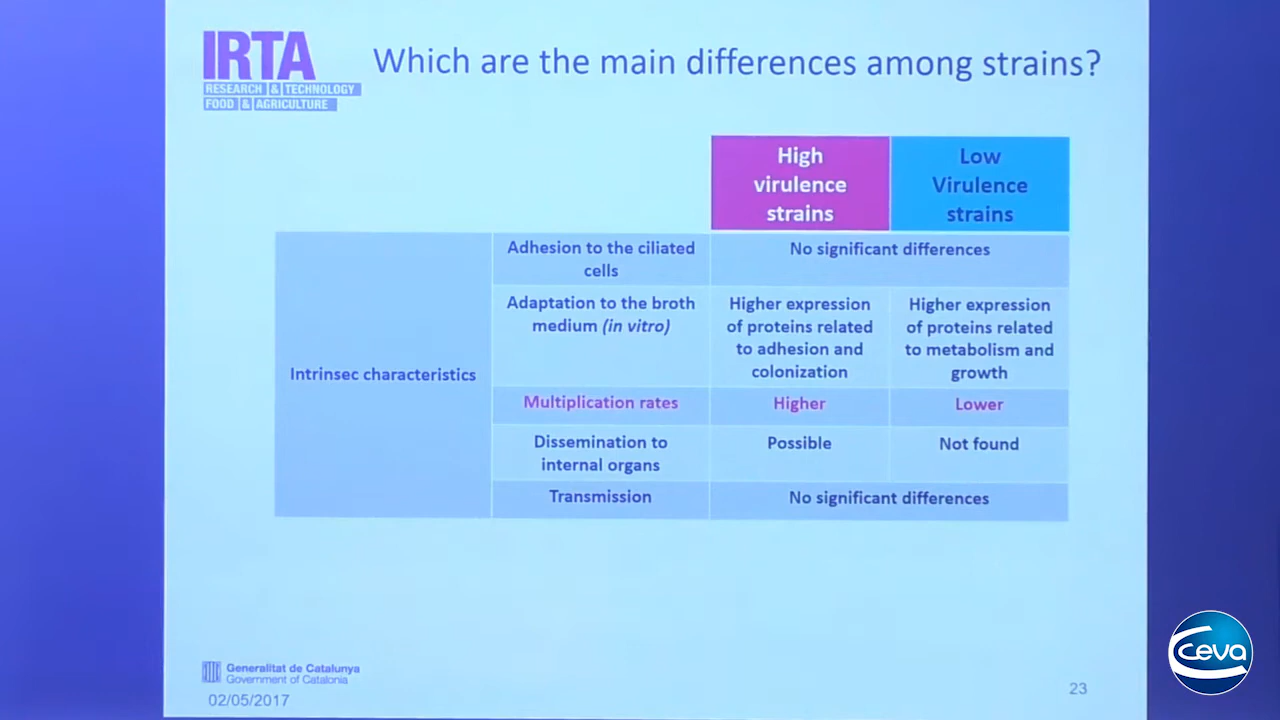 IRTA
RESEARCH & TECHNOLOGY
FOOD & AGRICULTURE
Which are the main differences among strains?
High
virulence
strains
Low
Virulence
strains
Intrinsec characteristics
Adhesion to the ciliated
cells
No significant differences
Adaptation to the broth
medium (in vitro)
Higher expression
of proteins related
to adhesion and
colonization
Higher expression
of proteins related
to metabolism and
growth
Multiplication rates
Higher
Lower
Dissemination to
internal organs
Possible
Not found
Transmission
No significant differences
Generalitat de Catalunya
Government of Catalonia
02/05/2017
23
Ceva